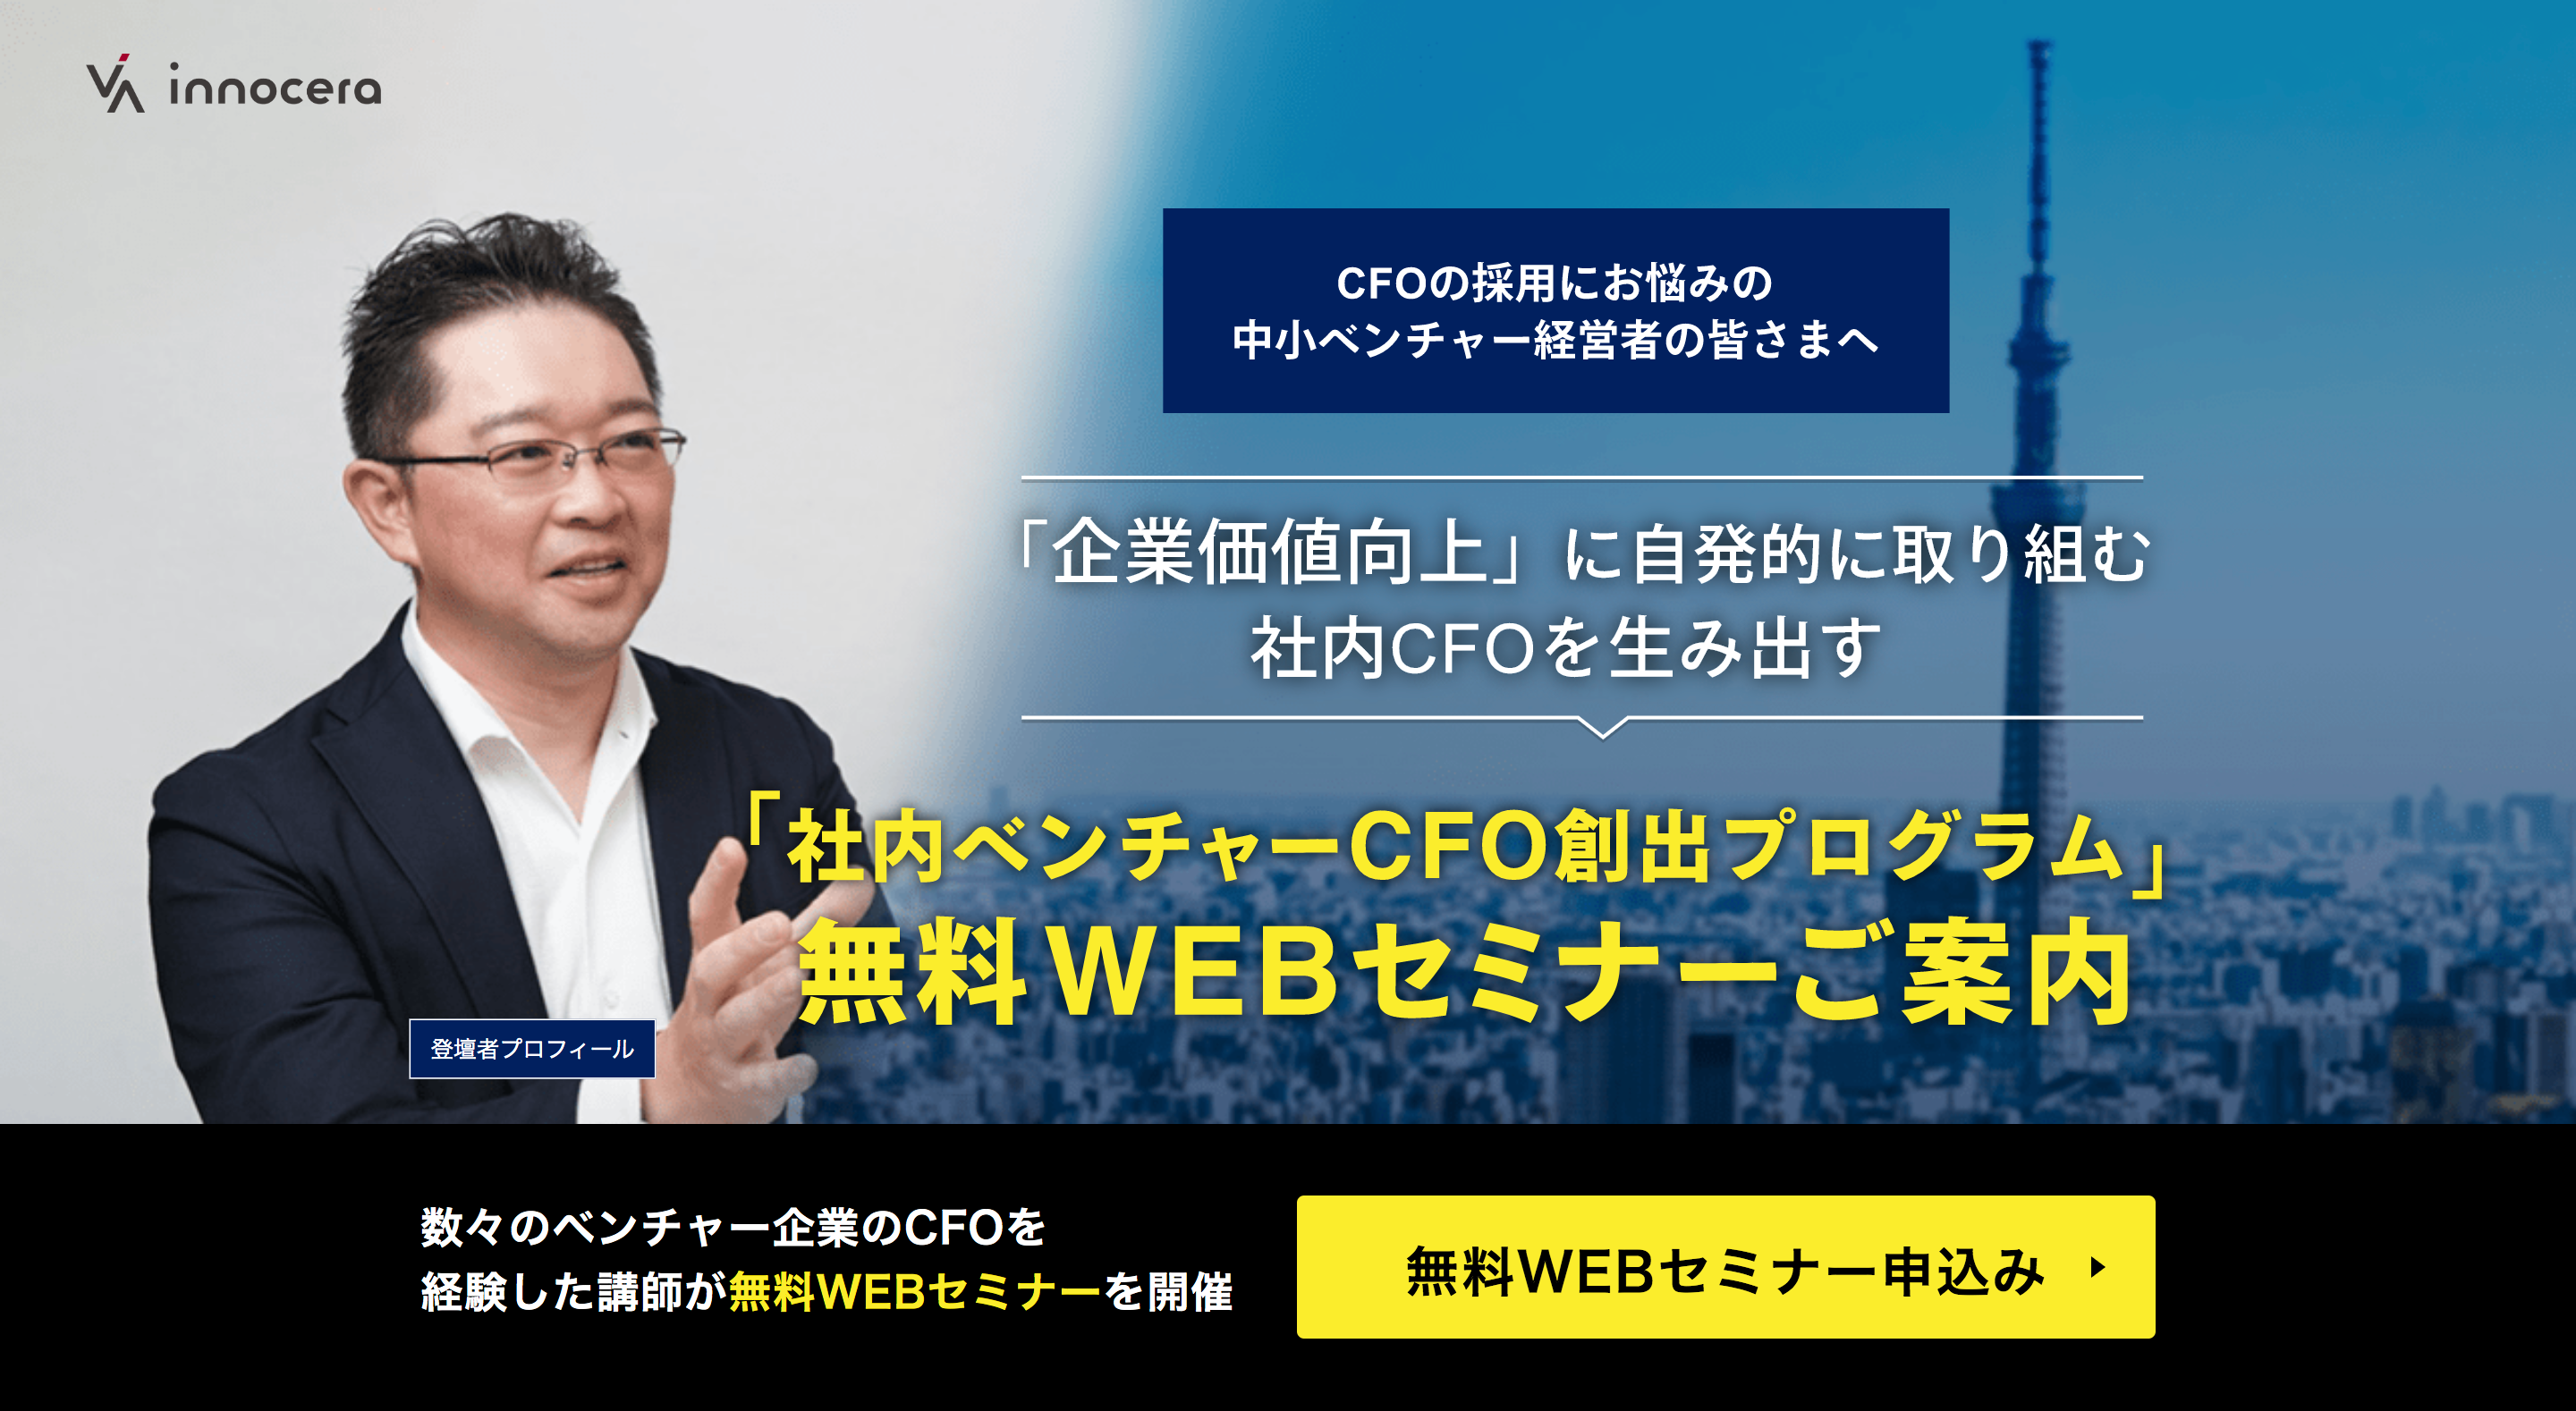 innocera
CFOの採用にお悩みの
中小ベンチャー経営者の皆さまへ
「企業価値向上」に自発的に取り組む
社内CFOを生み出す
「社内ベンチャーCFO創出プログラム」
無料WEBセミナーご案内
登壇者プロフィール
数々のベンチャー企業のCFOを
経験した講師が無料WEBセミナーを開催
無料WEBセミナー申込み